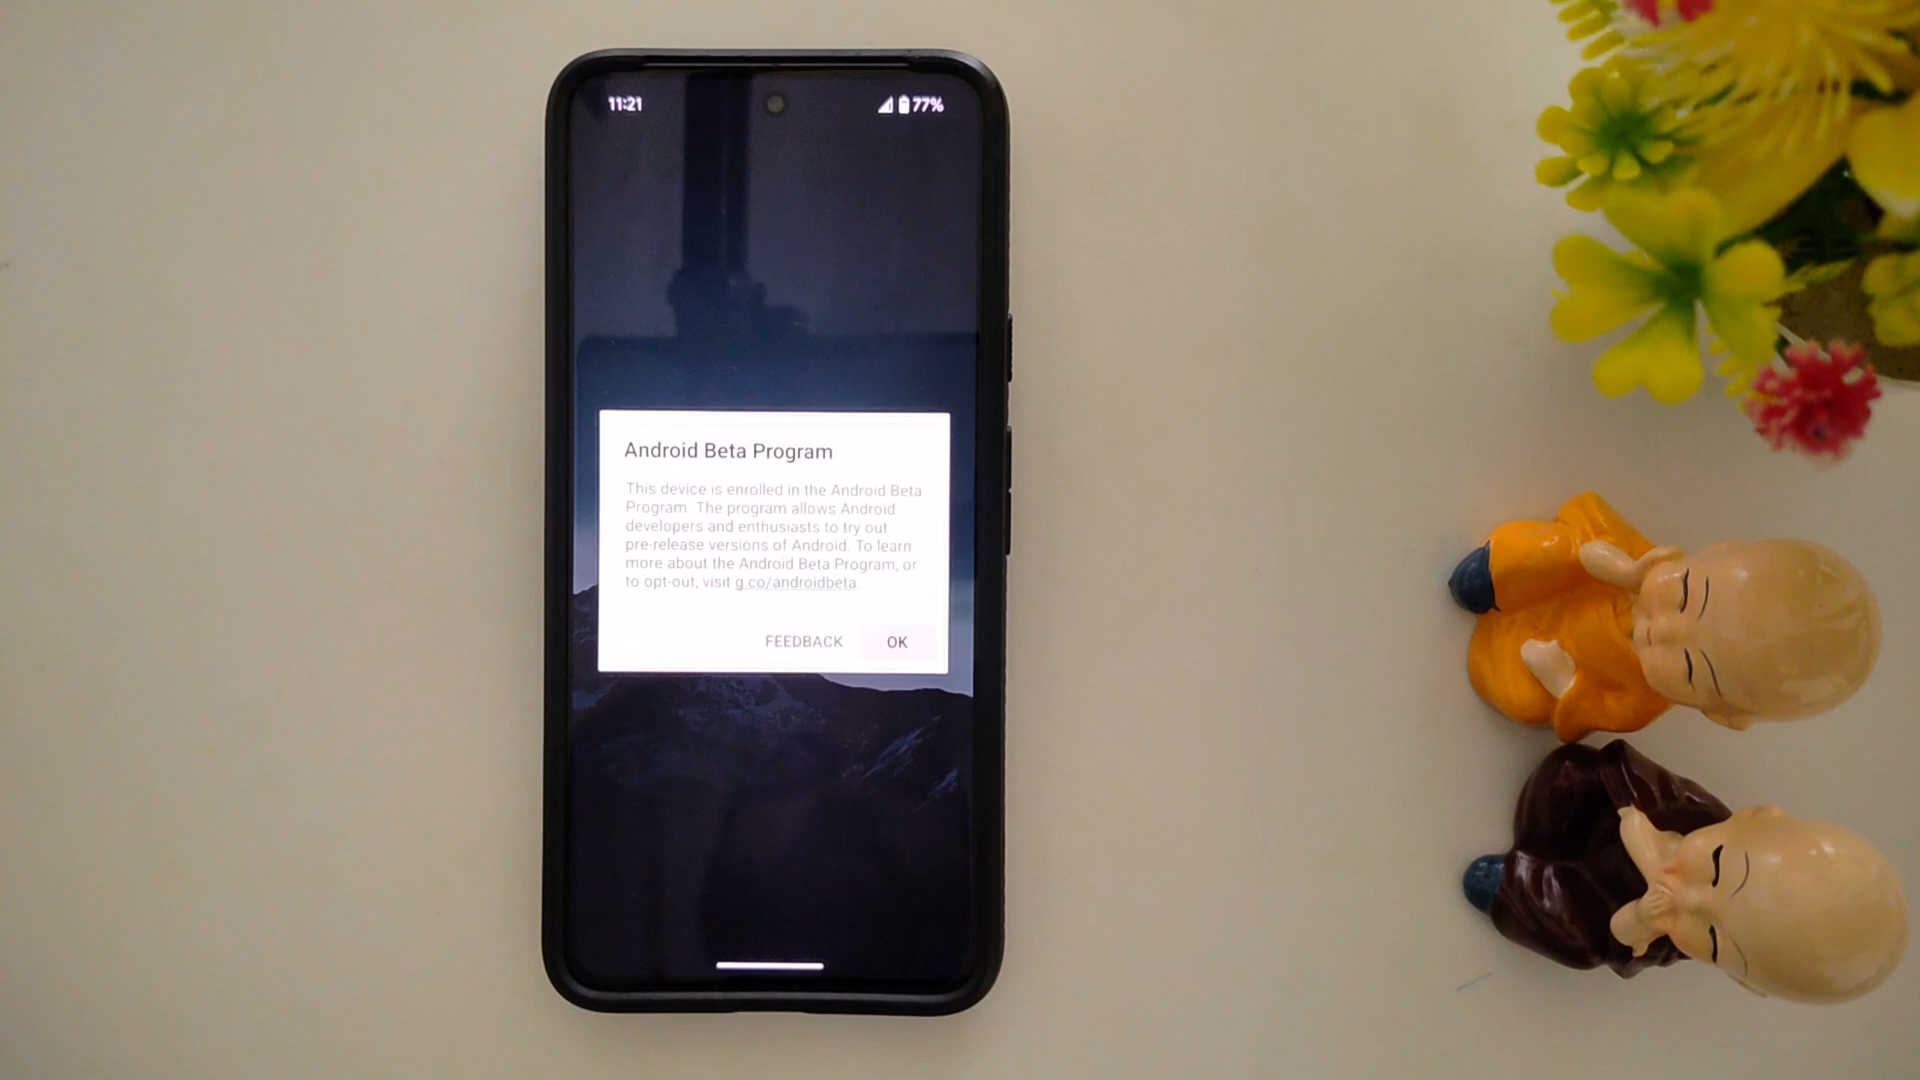 11:21
77%
Android Beta Program
This device is enrolled in the Android Beta
Program. The program allows Android
developers and enthusiasts to try out
pre-release versions of Android. To learn
more about the Android Beta Program, or
to opt-out, visit g.co/androidbeta.
FEEDBACK
OK